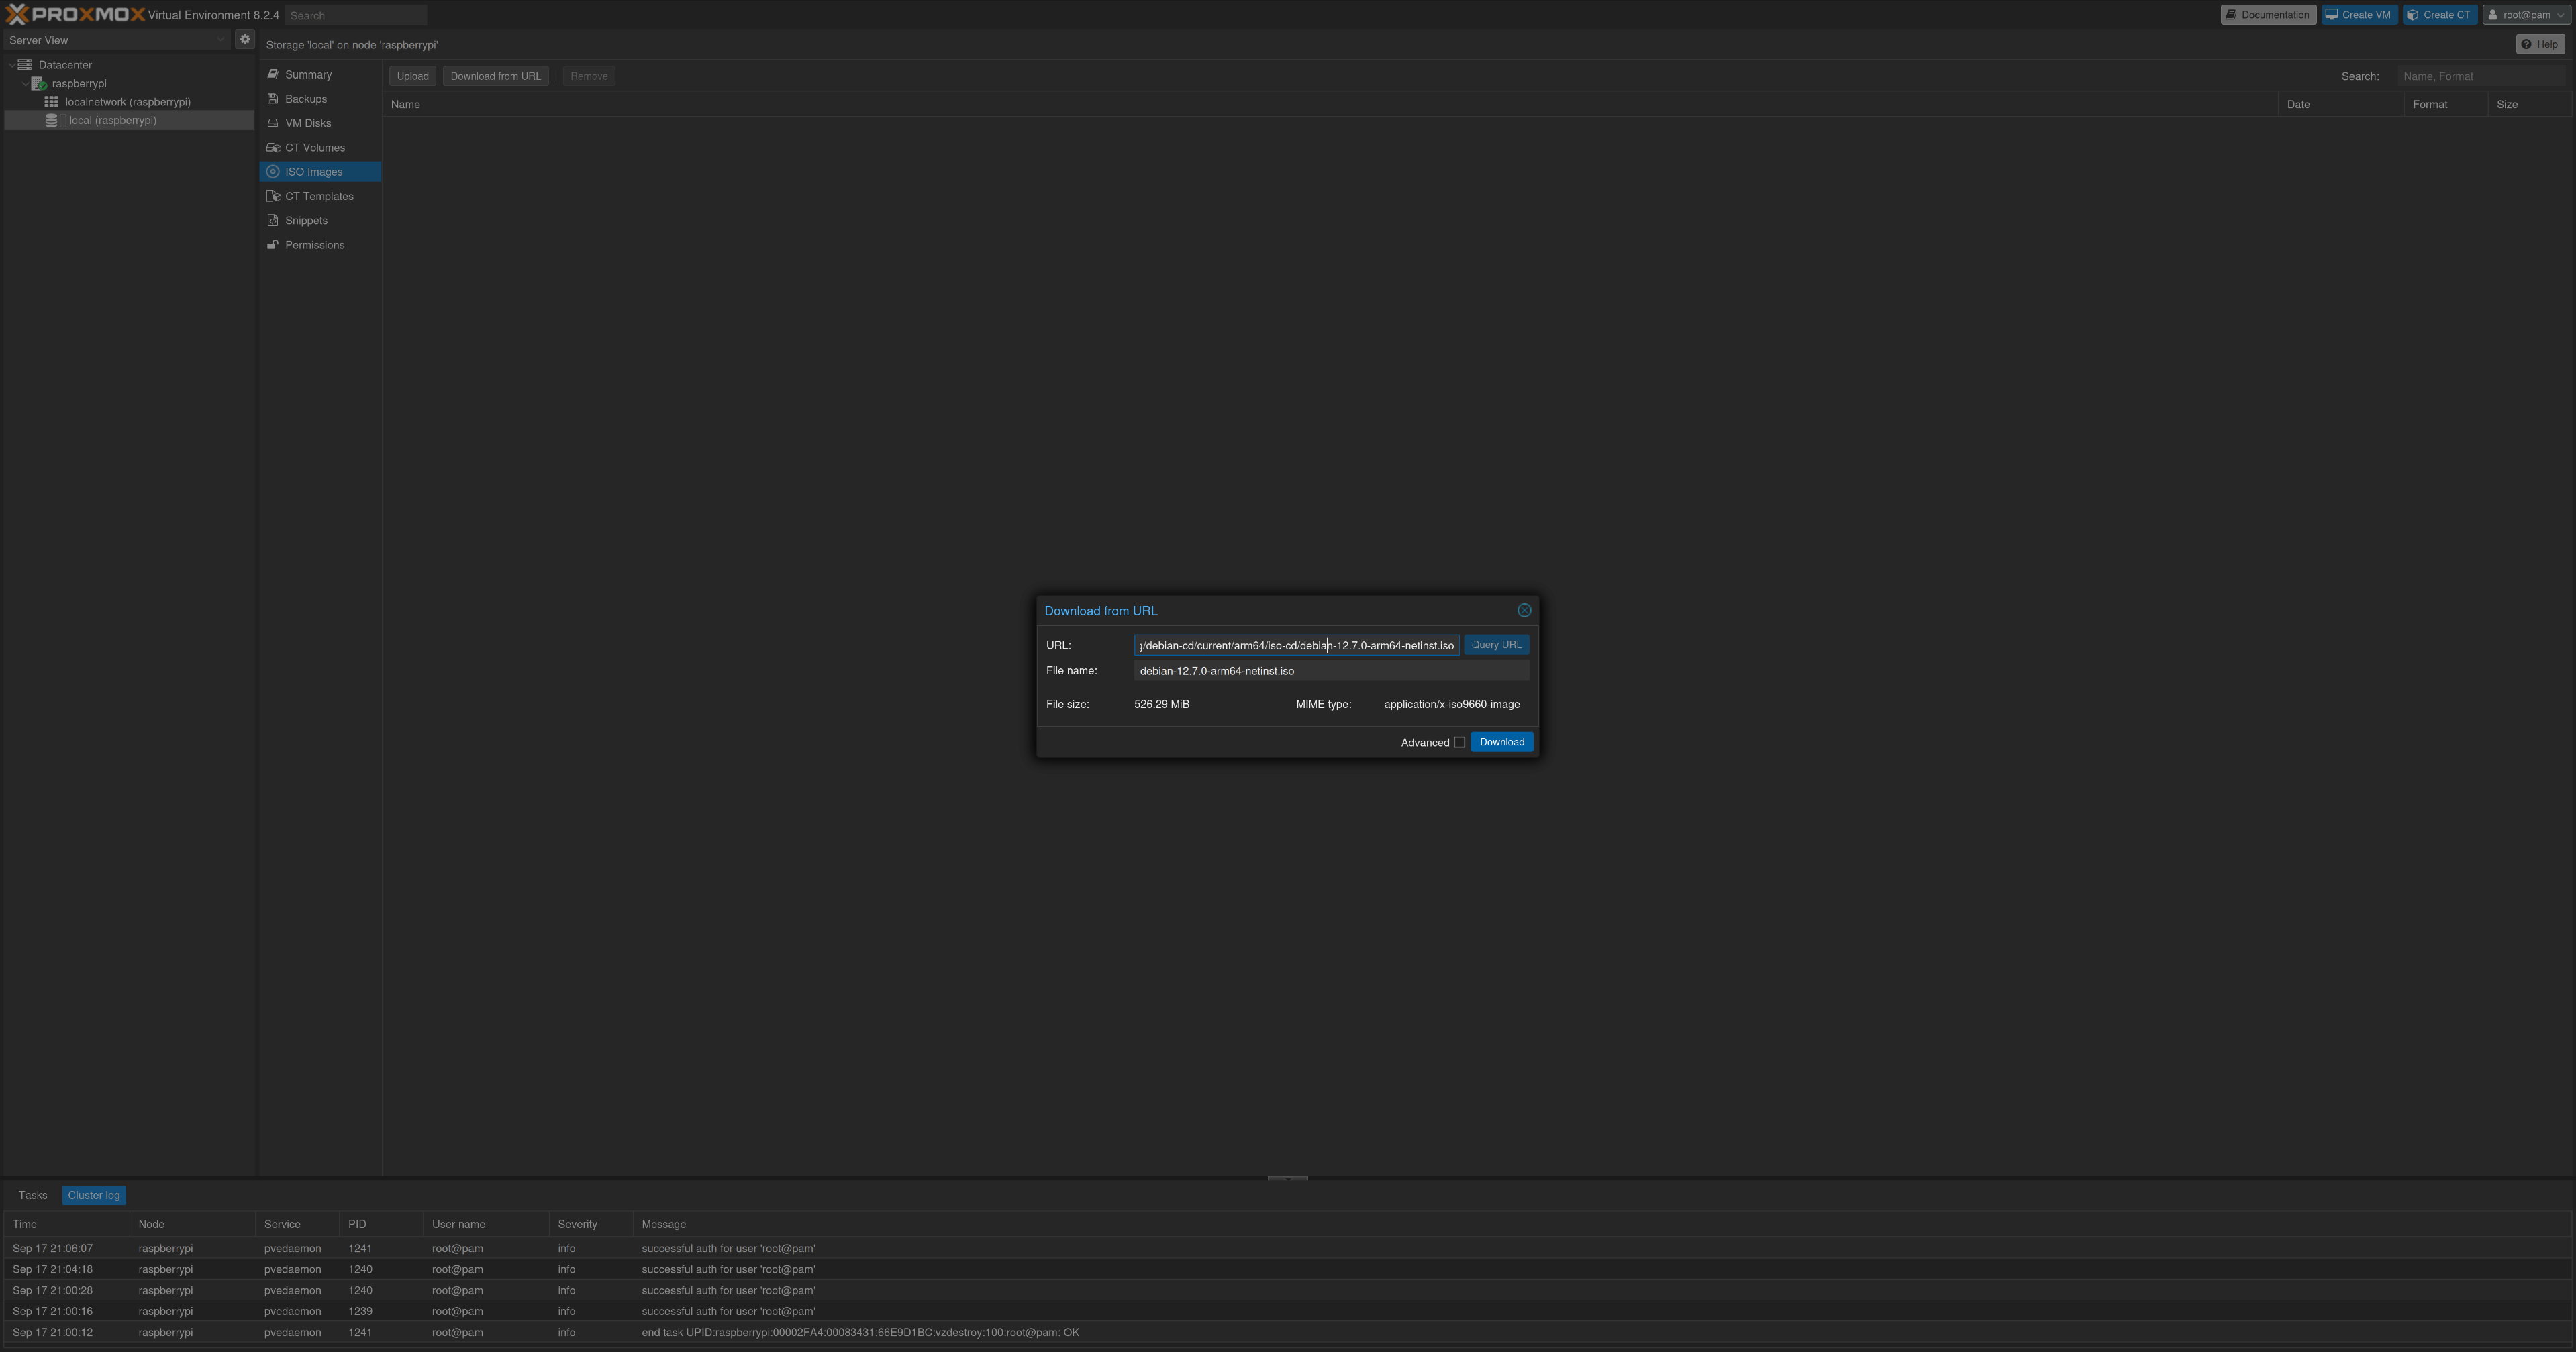 PROXMOX Virtual Environment 8.2.4 Search Documentation Create VM Create CT root@pam
Server View
Storage 'local' on node 'raspberrypi' Help
Datacenter
raspberrypi
localnetwork (raspberrypi)
local (raspberrypi)
Summary
Backups
VM Disks
CT Volumes
ISO Images
CT Templates
Snippets
Permissions
Upload Download from URL Remove Search: Name, Format
Name Date Format Size
Download from URL
URL: /debian-cd/current/arm64/iso-cd/debian-12.7.0-arm64-netinst.iso Query URL
File name: debian-12.7.0-arm64-netinst.iso
File size: 526.29 MiB MIME type: application/x-iso9660-image
Advanced Download
Tasks Cluster log
Time Node Service PID User name Severity Message
Sep 17 21:06:07 raspberrypi pvedaemon 1241 root@pam info successful auth for user 'root@pam'
Sep 17 21:04:18 raspberrypi pvedaemon 1240 root@pam info successful auth for user 'root@pam'
Sep 17 21:00:28 raspberrypi pvedaemon 1240 root@pam info successful auth for user 'root@pam'
Sep 17 21:00:16 raspberrypi pvedaemon 1239 root@pam info successful auth for user 'root@pam'
Sep 17 21:00:12 raspberrypi pvedaemon 1241 root@pam info end task UPID:raspberrypi:00002FA4:00083431:66E9D1BC:vzdestroy:100:root@pam: OK